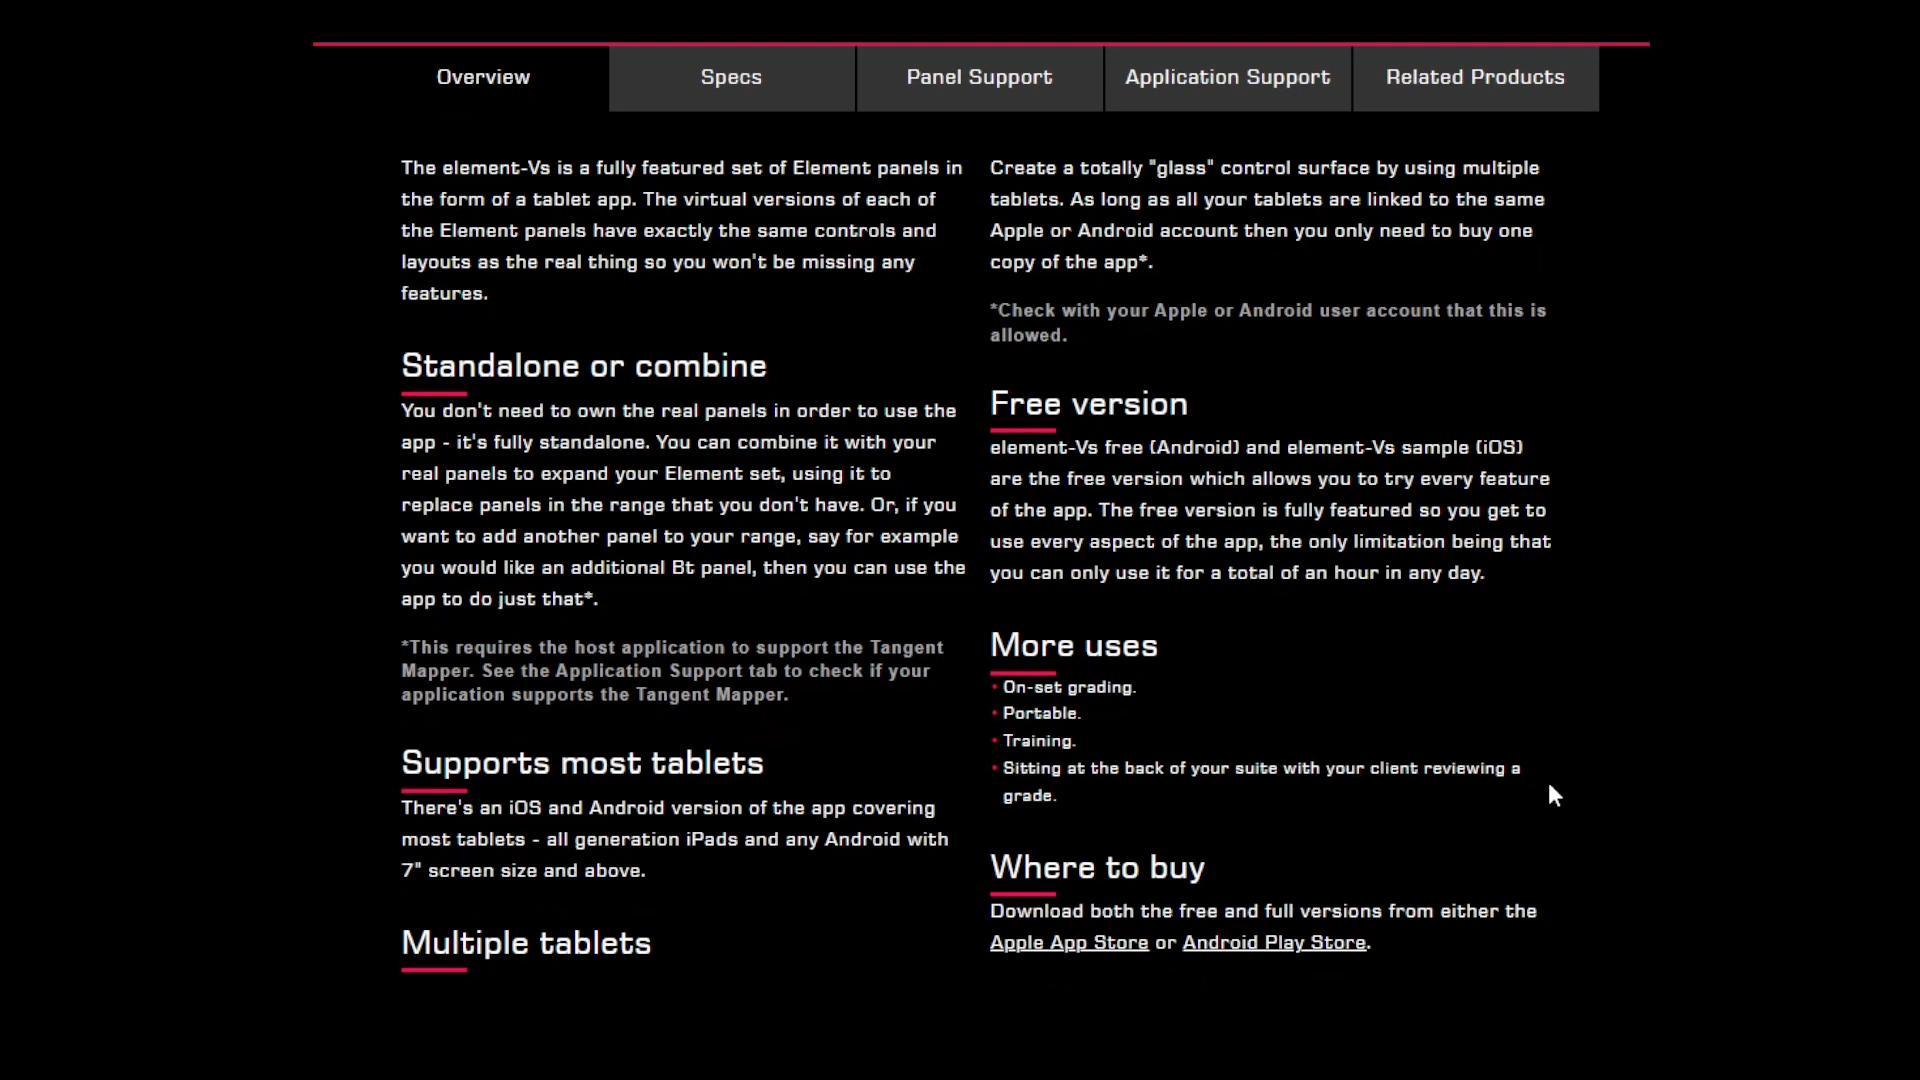 Overview
Specs
Panel Support
Application Support
Related Products
The element-Vs is a fully featured set of Element panels in
the form of a tablet app. The virtual versions of each of
the Element panels have exactly the same controls and
layouts as the real thing so you won't be missing any
features.
Standalone or combine
You don't need to own the real panels in order to use the
app - it's fully standalone. You can combine it with your
real panels to expand your Element set, using it to
replace panels in the range that you don't have. Or, if you
want to add another panel to your range, say for example
you would like an additional Bt panel, then you can use the
app to do just that*.
*This requires the host application to support the Tangent
Mapper. See the Application Support tab to check if your
application supports the Tangent Mapper.
Supports most tablets
There's an iOS and Android version of the app covering
most tablets - all generation iPads and any Android with
7" screen size and above.
Multiple tablets
Create a totally "glass" control surface by using multiple
tablets. As long as all your tablets are linked to the same
Apple or Android account then you only need to buy one
copy of the app*.
*Check with your Apple or Android user account that this is
allowed.
Free version
element-Vs free (Android) and element-Vs sample (iOS)
are the free version which allows you to try every feature
of the app. The free version is fully featured so you get to
use every aspect of the app, the only limitation being that
you can only use it for a total of an hour in any day.
More uses
• On-set grading.
• Portable.
• Training.
• Sitting at the back of your suite with your client reviewing a
grade.
Where to buy
Download both the free and full versions from either the
Apple App Store or Android Play Store.